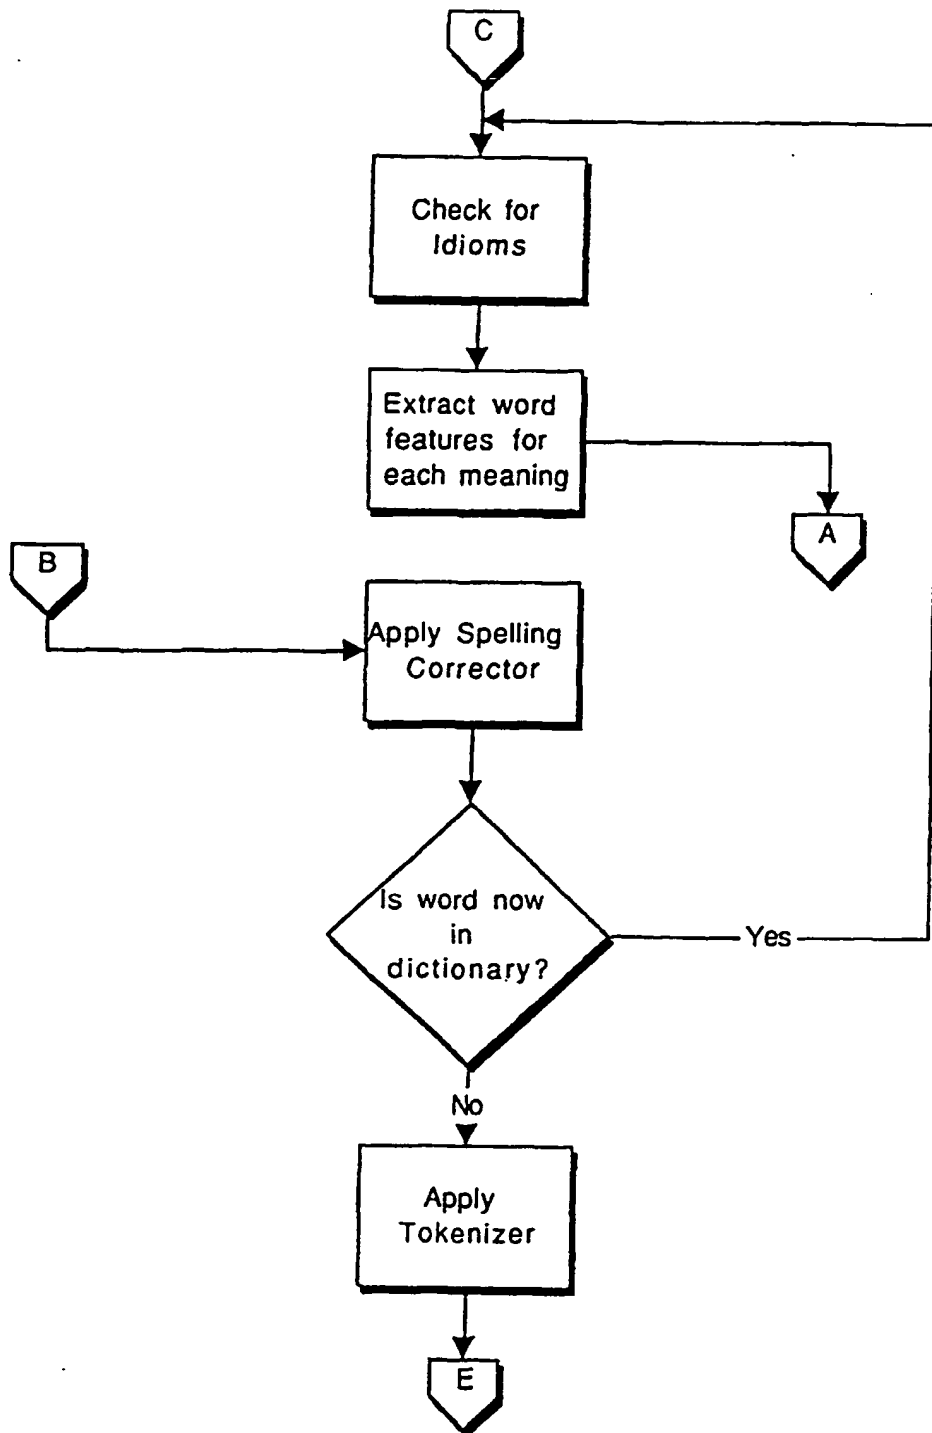 C
Check for
Idioms
Extract word
features for
each meaning
A
B
Apply Spelling
Corrector
Is word now
in
dictionary?
Yes
No
Apply
Tokenizer
E